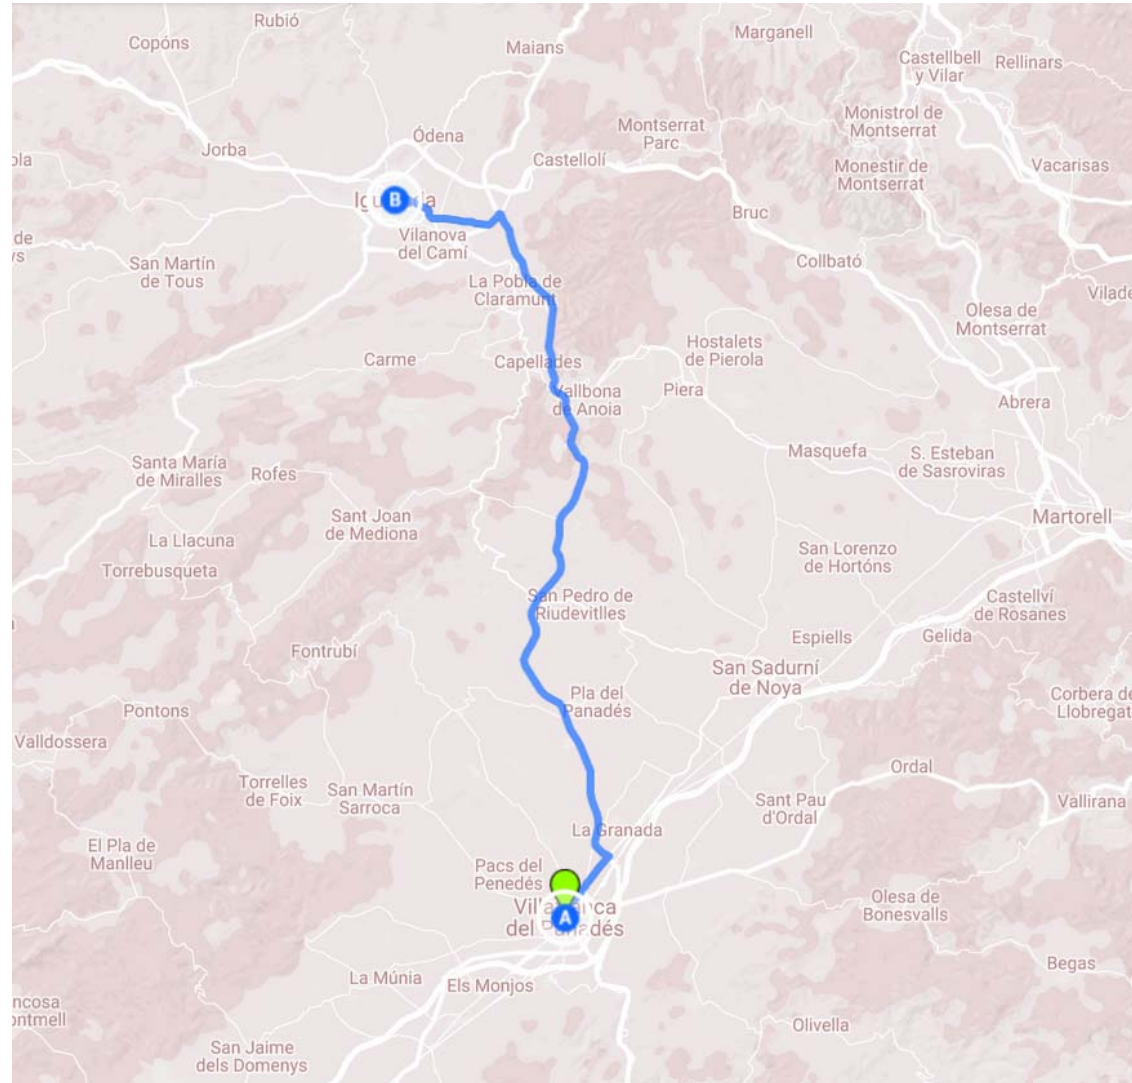 Rubió
Copóns
Maians
Marganell
Castellbell
y Vilar
Rellinars
Monistrol de
Montserrat
Montserrat
Parc
Ódena
Jorba
Castellolí
Monestir de
Montserrat
Vacarisas
B
Bruc
Vilanova
del Camí
San Martín
de Tous
Collbató
La Pobla de
Claramunt
Olesa de
Montserrat
Hostalets
de Pierola
Carme
Capellades
Piera
Vallbona
de Anoia
Abrera
Masquefa
S. Esteban
de Sasroviras
Santa María
de Miralles
Rofes
Sant Joan
de Mediona
Martorell
La Llacuna
San Lorenzo
de Hortóns
Torrebusqueta
San Pedro de
Riudevitlles
Castellví
de Rosanes
Espiells
Gelida
Fontrubí
San Sadurní
de Noya
Pla del
Panadés
Corbera de
Llobregat
Pontons
Valldossera
Ordal
Torrelles
de Foix
San Martín
Sarroca
Sant Pau
d'Ordal
Vallirana
La Granada
El Pla de
Manlleu
Pacs del
Penedés
Olesa de
Bonesvalls
A
del Panadés
La Múnia
Els Monjos
Begas
Olivella
San Jaime
dels Domenys